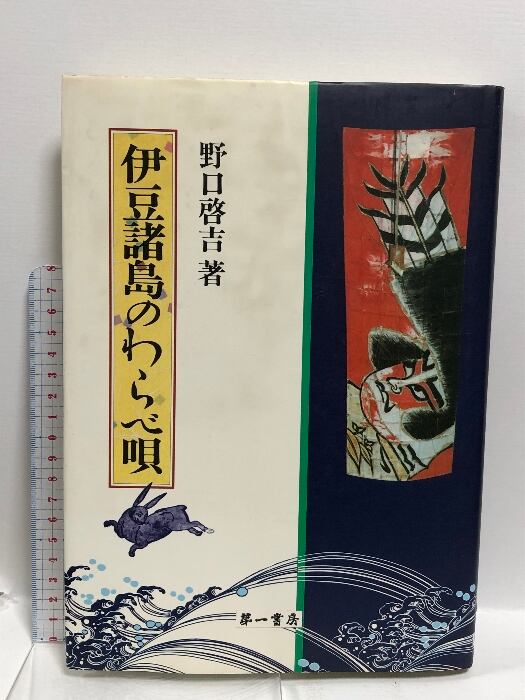 伊豆諸島のわらべ唄
野口啓吉 著
第一書房